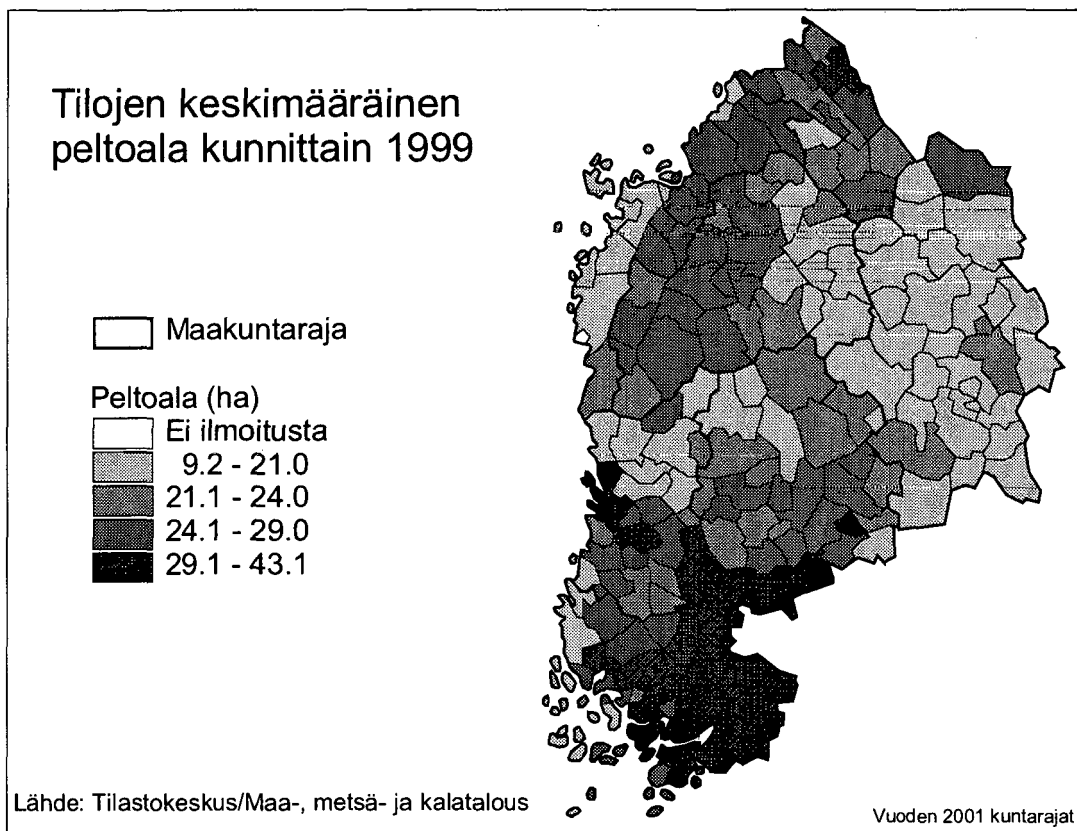 Tilojen keskimääräinen
peltoala kunnittain 1999
Maakuntaraja
Peltoala (ha)
Ei ilmoitusta
9.2 - 21.0
21.1 - 24.0
24.1 - 29.0
29.1 - 43.1
Lähde: Tilastokeskus/Maa-, metsä- ja kalatalous
Vuoden 2001 kuntarajat